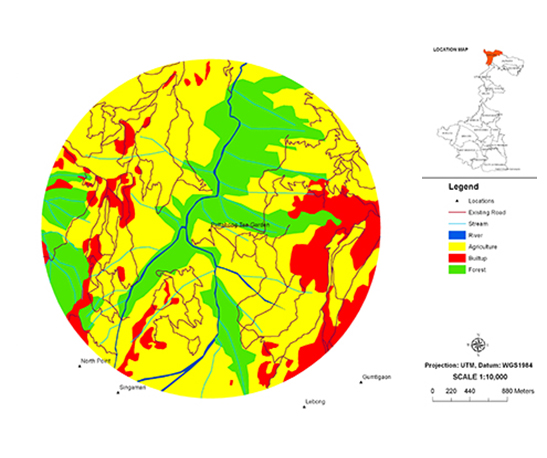 LOCATION MAP
Legend
Locations
Existing Road
Stream
River
Agriculture
Builtup
Forest
Tea Garden
North Point
Singamari
Gumtigaon
Lebong
Projection: UTM, Datum: WGS1984
SCALE 1:10,000
0 220 440 880 Meters